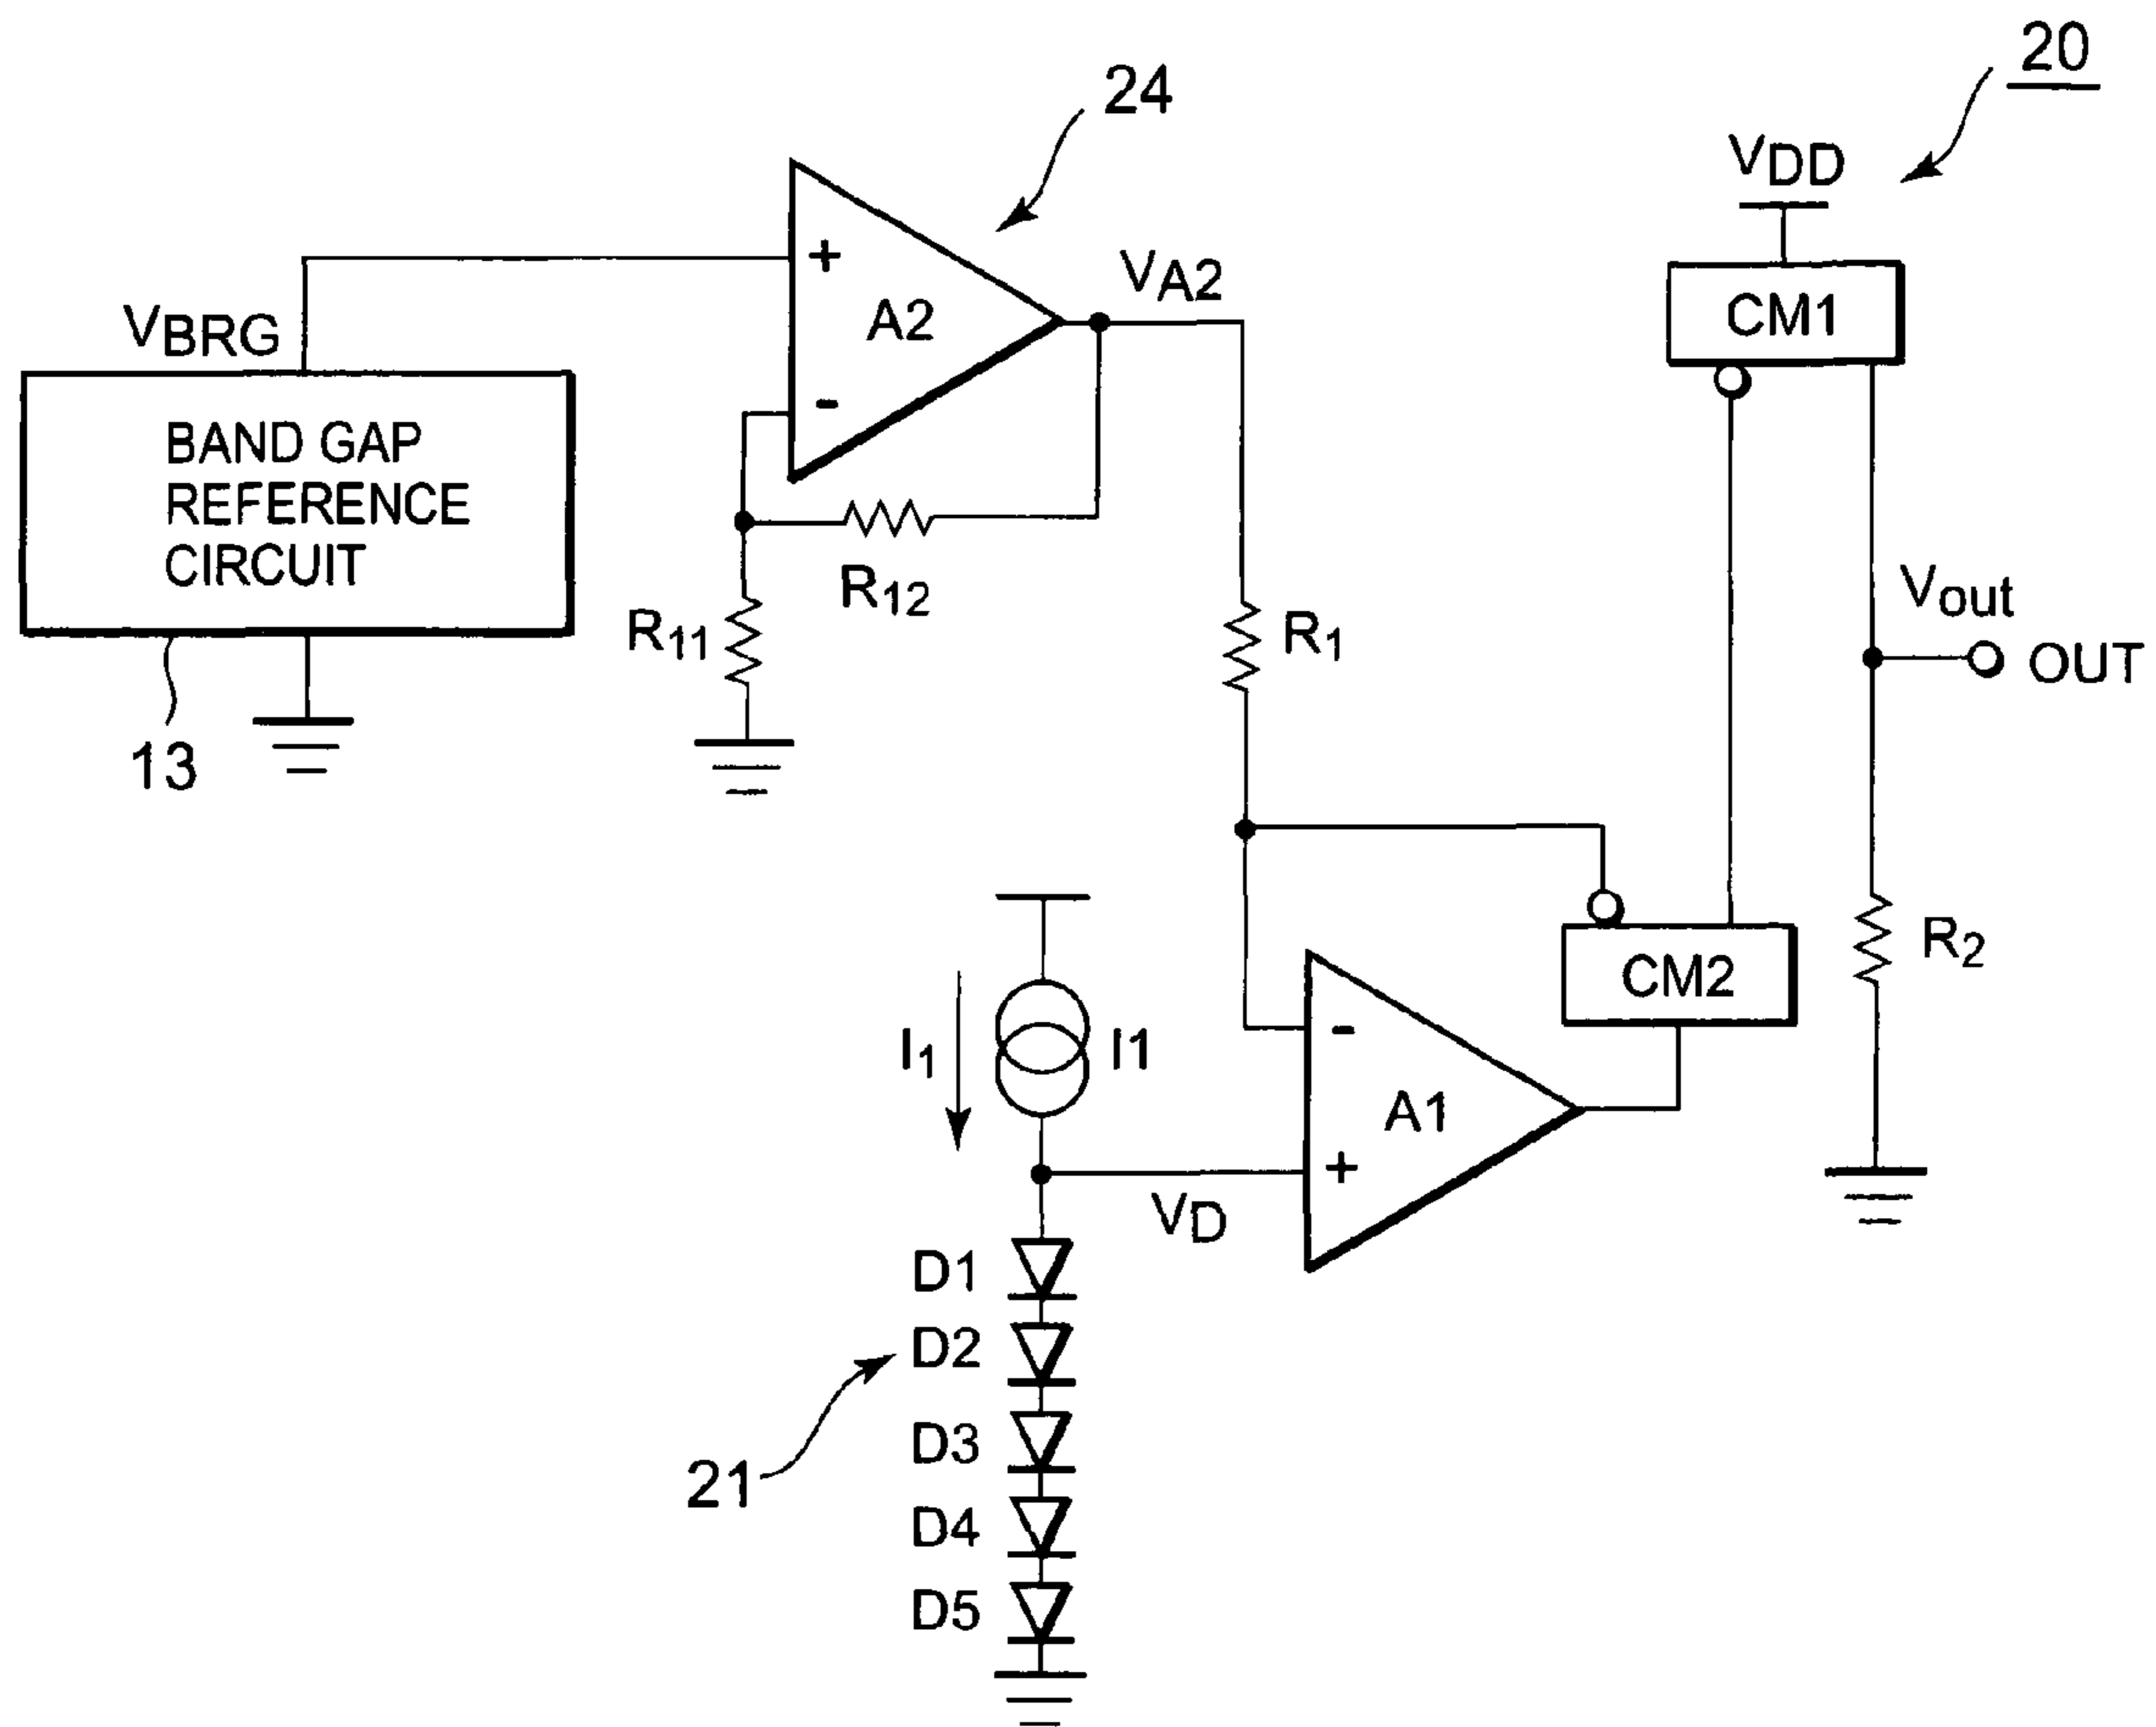 20
24
VDD
VA2
+
A2
CM1
VBRG
-
BAND GAP
REFERENCE
CIRCUIT
R12
Vout
R11
R1
OUT
13
R2
CM2
I1
I1
-
A1
+
VD
D1
D2
D3
21
D4
D5